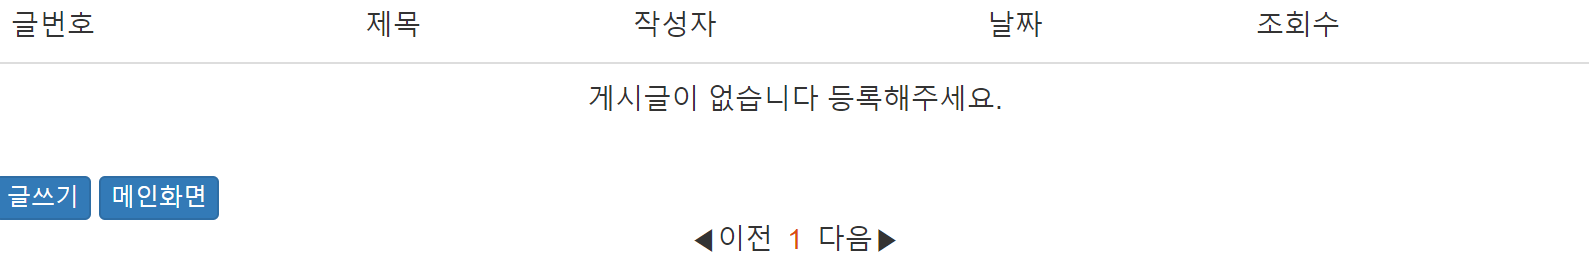 글번호 제목 작성자 날짜 조회수
게시글이 없습니다 등록해주세요.
글쓰기 메인화면
◀이전 1 다음▶